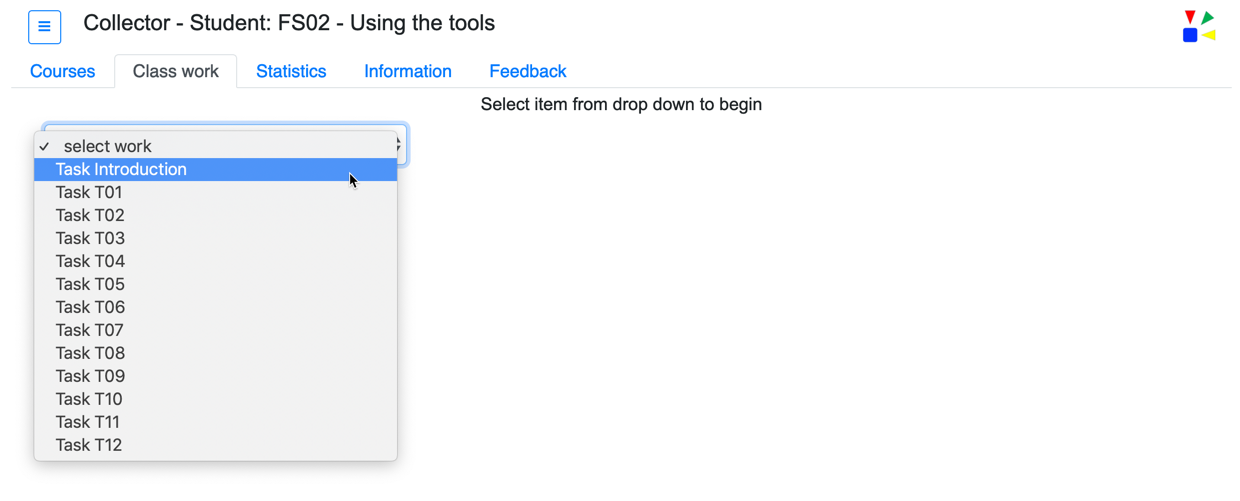 Collector - Student: FS02 - Using the tools
Courses Class work Statistics Information Feedback
Select item from drop down to begin
✓ select work
Task Introduction
Task T01
Task T02
Task T03
Task T04
Task T05
Task T06
Task T07
Task T08
Task T09
Task T10
Task T11
Task T12